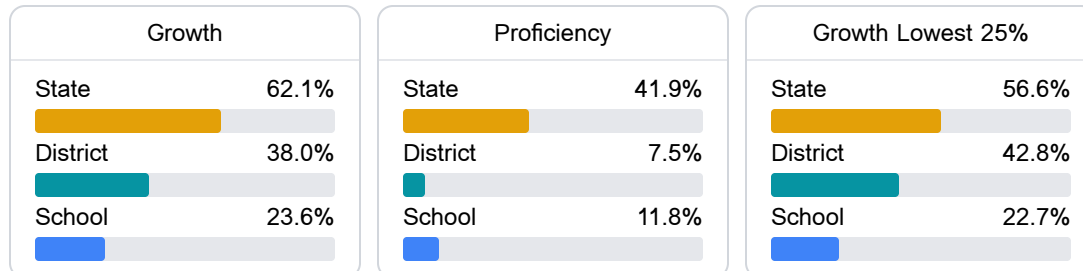 Growth
State 62.1%
District 38.0%
School 23.6%
Proficiency
State 41.9%
District 7.5%
School 11.8%
Growth Lowest 25%
State 56.6%
District 42.8%
School 22.7%